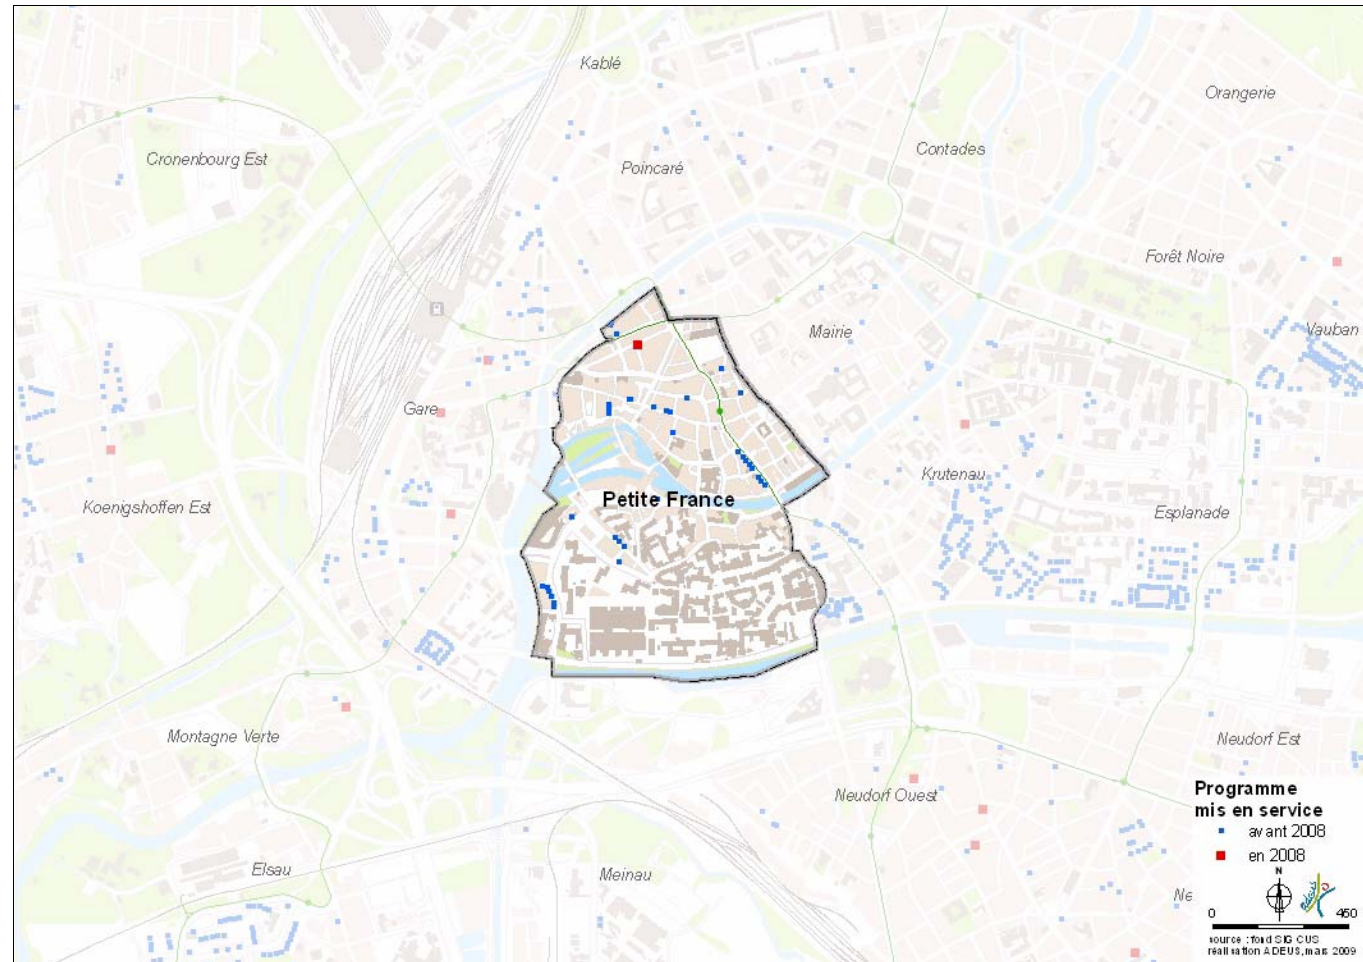 Kablé
Orangerie
Contades
Cronenbourg Est
Poincaré
Forêt Noire
Mairie
Vauban
Gare
Krutenau
Petite France
Koenigshoffen Est
Esplanade
Montagne Verte
Neudorf Est
Neudorf Ouest
Programme
mis en service
avant 2008
en 2008
Elsau
Meinau
N
Ne
0 450
source : fond SIG CUS
réalisation ADEUS, mars 2009